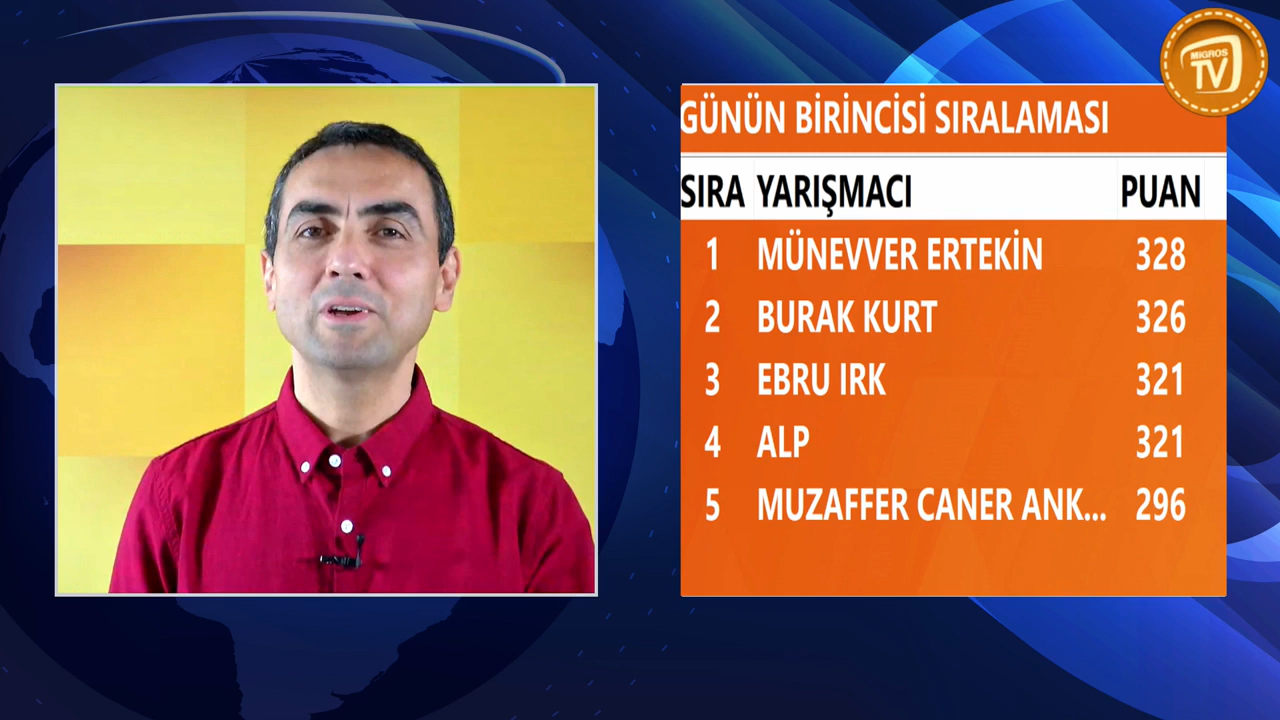 MIGROS
TV
GÜNÜN BİRİNCİSİ SIRALAMASI
SIRA YARIŞMACI PUAN
1 MÜNEVVER ERTEKİN 328
2 BURAK KURT 326
3 EBRU IRK 321
4 ALP 321
5 MUZAFFER CANER ANK... 296